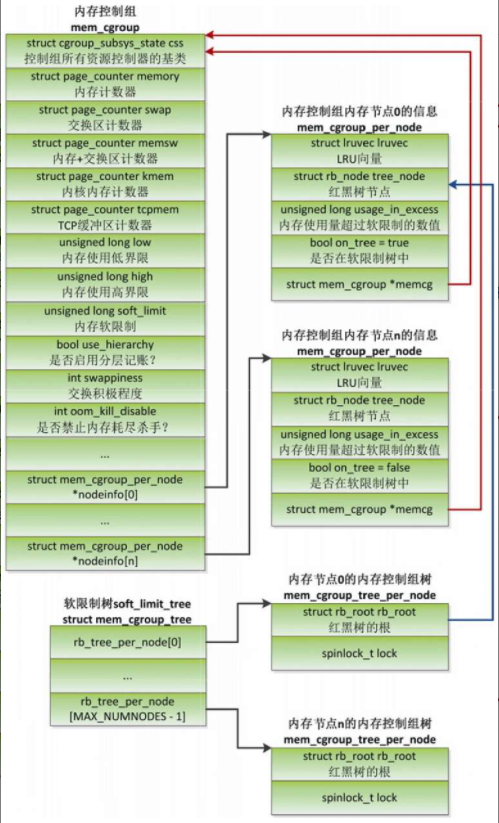 内存控制组
mem_cgroup
struct cgroup_subsys_state css
控制组所有资源控制器的基类
struct page_counter memory
内存计数器
struct page_counter swap
交换区计数器
struct page_counter memsw
内存+交换区计数器
struct page_counter kmem
内核内存计数器
struct page_counter tcpmem
TCP缓冲区计数器
unsigned long low
内存使用低界限
unsigned long high
内存使用高界限
unsigned long soft_limit
内存软限制
bool use_hierarchy
是否启用分层记账？
int swappiness
交换积极程度
int oom_kill_disable
是否禁止内存耗尽杀手？
...
struct mem_cgroup_per_node
*nodeinfo[0]
...
struct mem_cgroup_per_node
*nodeinfo[n]
内存控制组内存节点0的信息
mem_cgroup_per_node
struct lruvec lruvec
LRU向量
struct rb_node tree_node
红黑树节点
unsigned long usage_in_excess
内存使用量超过软限制的数值
bool on_tree = true
是否在软限制树中
struct mem_cgroup *memcg
内存控制组内存节点n的信息
mem_cgroup_per_node
struct lruvec lruvec
LRU向量
struct rb_node tree_node
红黑树节点
unsigned long usage_in_excess
内存使用量超过软限制的数值
bool on_tree = false
是否在软限制树中
struct mem_cgroup *memcg
软限制树soft_limit_tree
struct mem_cgroup_tree
rb_tree_per_node[0]
...
rb_tree_per_node
[MAX_NUMNODES - 1]
内存节点0的内存控制组树
mem_cgroup_tree_per_node
struct rb_root rb_root
红黑树的根
spinlock_t lock
内存节点n的内存控制组树
mem_cgroup_tree_per_node
struct rb_root rb_root
红黑树的根
spinlock_t lock